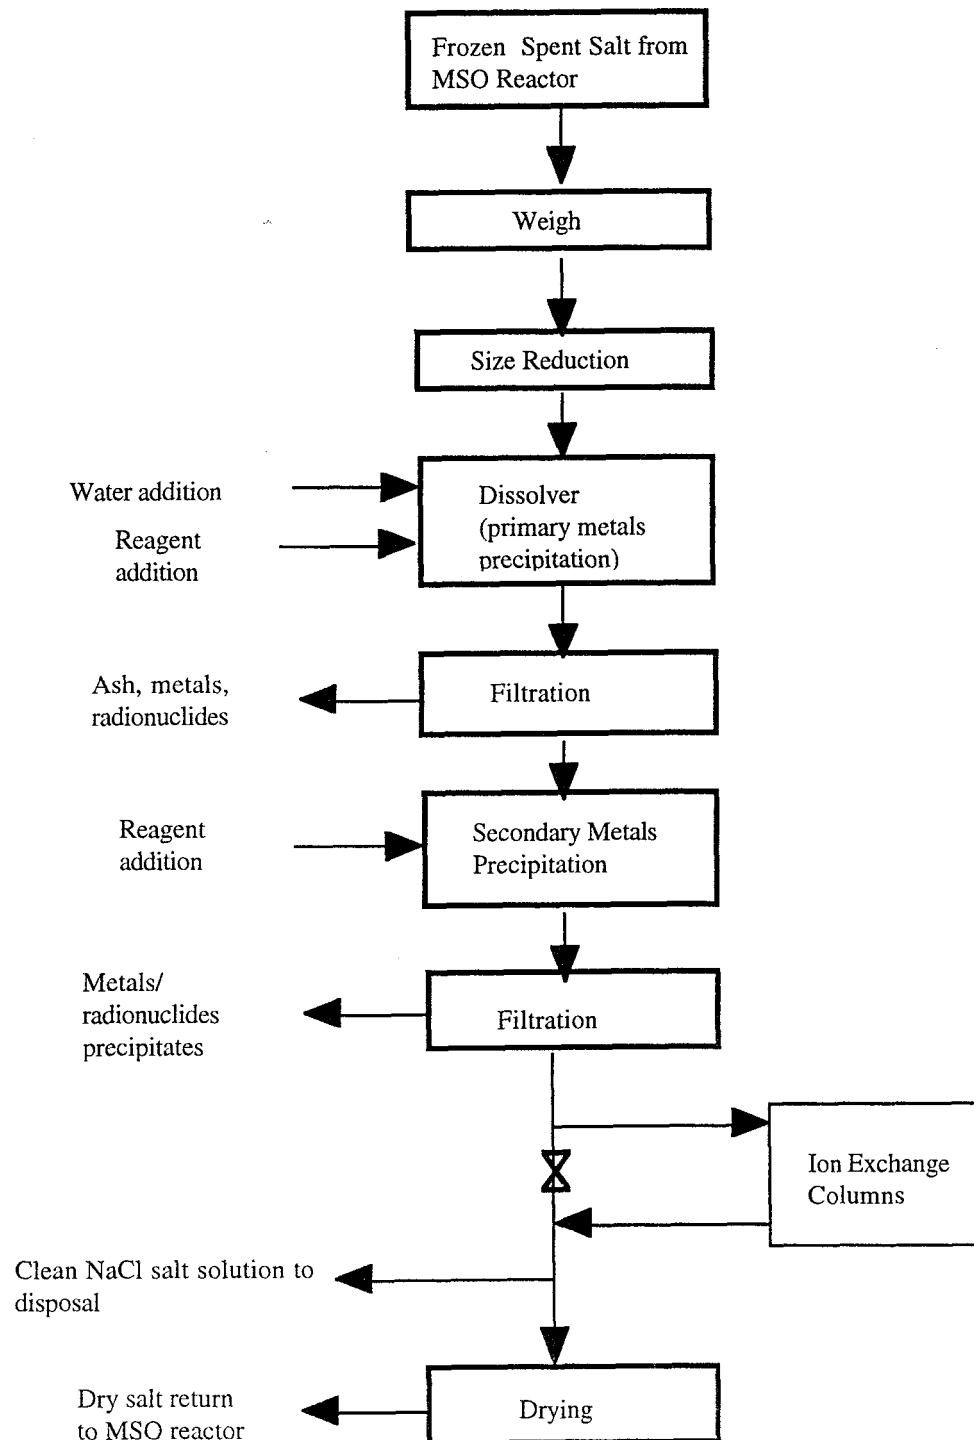 Frozen Spent Salt from
MSO Reactor
Weigh
Size Reduction
Water addition
Reagent
addition
Dissolver
(primary metals
precipitation)
Ash, metals,
radionuclides
Filtration
Reagent
addition
Secondary Metals
Precipitation
Metals/
radionuclides
precipitates
Filtration
Ion Exchange
Columns
Clean NaCl salt solution to
disposal
Dry salt return
to MSO reactor
Drying